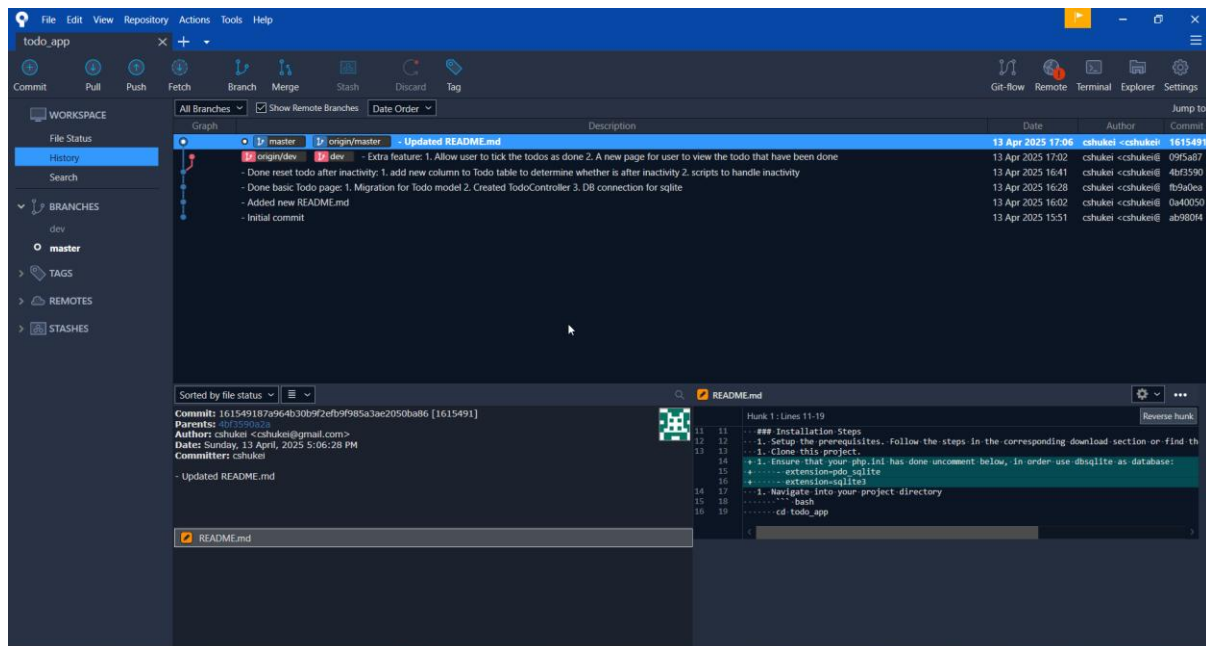 File Edit View Repository Actions Tools Help
todo_app
Commit Pull Push Fetch Branch Merge Stash Discard Tag Git-flow Remote Terminal Explorer Settings
WORKSPACE
File Status
History
Search
BRANCHES
dev
master
TAGS
REMOTES
STASHES
All Branches Show Remote Branches Date Order Jump to
Graph Description Date Author Commit
master origin/master - Updated README.md 13 Apr 2025 17:06 cshukei <cshukei 1615491
origin/dev dev - Extra feature: 1. Allow user to tick the todos as done 2. A new page for user to view the todo that have been done 13 Apr 2025 17:02 cshukei <cshukei@ 09f5a87
- Done reset todo after inactivity: 1. add new column to Todo table to determine whether is after inactivity 2. scripts to handle inactivity 13 Apr 2025 16:41 cshukei <cshukei@ 4bf3590
- Done basic Todo page: 1. Migration for Todo model 2. Created TodoController 3. DB connection for sqlite 13 Apr 2025 16:28 cshukei <cshukei@ fb9a0ea
- Added new README.md 13 Apr 2025 16:02 cshukei <cshukei@ 0a40050
- Initial commit 13 Apr 2025 15:51 cshukei <cshukei@ ab980f4
Sorted by file status
Commit: 161549187a964b30b9f2efb9f985a3ae2050ba86 [1615491]
Parents: 4bf3590a2a
Author: cshukei <cshukei@gmail.com>
Date: Sunday, 13 April, 2025 5:06:28 PM
Committer: cshukei
- Updated README.md
README.md
README.md
Hunk 1 : Lines 11-19 Reverse hunk
11 11 ### Installation Steps
12 12 1. Setup the prerequisites. Follow the steps in the corresponding download section or find th
13 13 1. Clone this project.
14 + 1. Ensure that your php.ini has done uncomment below, in order use dbsqlite as database:
15 + - extension=pdo_sqlite
16 + - extension=sqlite3
14 17 1. Navigate into your project directory
15 18 ``` bash
16 19 cd todo_app